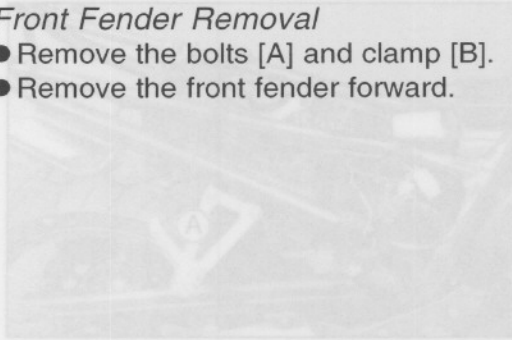 Front Fender Removal
● Remove the bolts [A] and clamp [B].
● Remove the front fender forward.
A